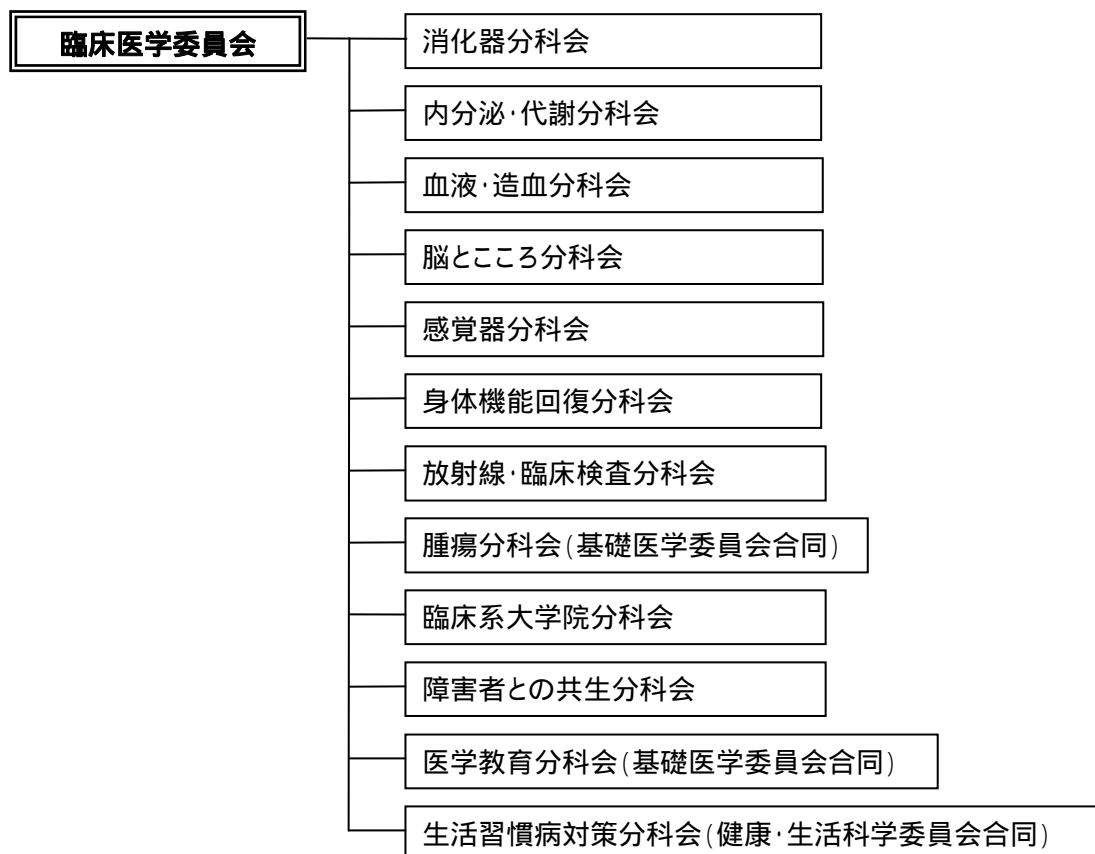 臨床医学委員会
消化器分科会
内分泌・代謝分科会
血液・造血分科会
脳とこころ分科会
感覚器分科会
身体機能回復分科会
放射線・臨床検査分科会
腫瘍分科会(基礎医学委員会合同)
臨床系大学院分科会
障害者との共生分科会
医学教育分科会(基礎医学委員会合同)
生活習慣病対策分科会(健康・生活科学委員会合同)